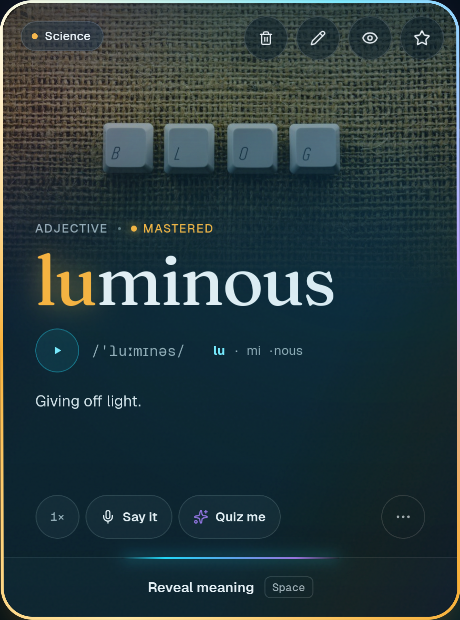 Science
B L O G
ADJECTIVE • MASTERED
luminous
/ˈluːmɪnəs/ lu · mi ·nous
Giving off light.
1× Say it Quiz me
Reveal meaning Space